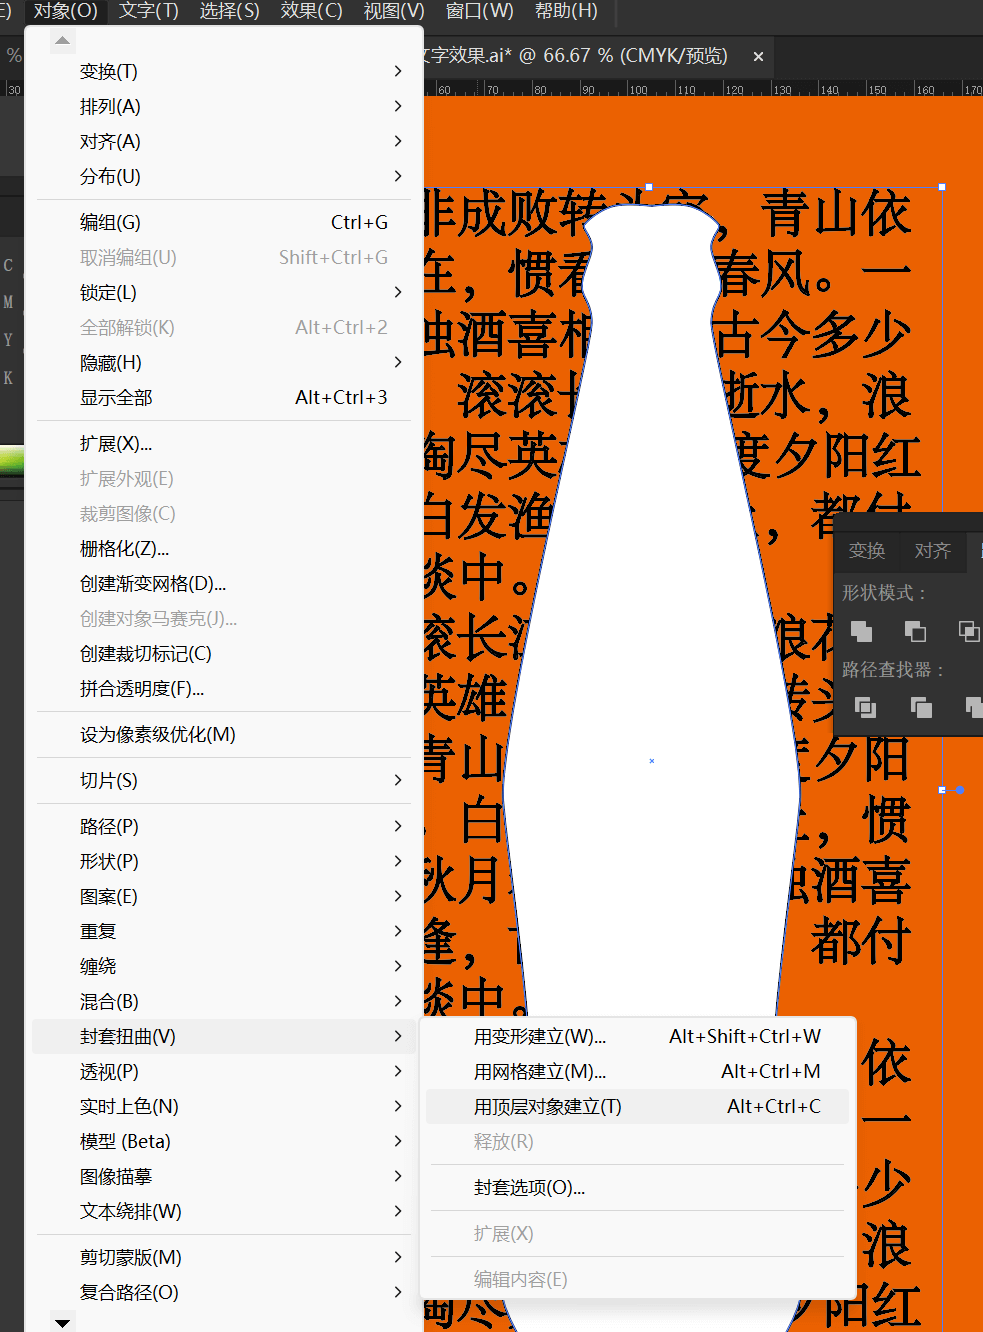 对象(O) 文字(T) 选择(S) 效果(C) 视图(V) 窗口(W) 帮助(H)
文字效果.ai* @ 66.67 % (CMYK/预览) ×
%
30 60 70 80 90 100 110 120 130 140 150 160 170
变换(T)
排列(A)
对齐(A)
分布(U)
编组(G) Ctrl+G
取消编组(U) Shift+Ctrl+G
锁定(L)
全部解锁(K) Alt+Ctrl+2
隐藏(H)
显示全部 Alt+Ctrl+3
扩展(X)...
扩展外观(E)
裁剪图像(C)
栅格化(Z)...
创建渐变网格(D)...
创建对象马赛克(J)...
创建裁切标记(C)
拼合透明度(F)...
设为像素级优化(M)
切片(S)
路径(P)
形状(P)
图案(E)
重复
缠绕
混合(B)
封套扭曲(V)
透视(P)
实时上色(N)
模型 (Beta)
图像描摹
文本绕排(W)
剪切蒙版(M)
复合路径(O)
用变形建立(W)... Alt+Shift+Ctrl+W
用网格建立(M)... Alt+Ctrl+M
用顶层对象建立(T) Alt+Ctrl+C
释放(R)
封套选项(O)...
扩展(X)
编辑内容(E)
C
M
Y
K
非成败转头空，青山依
在，惯看春风。一
浊酒喜相古今多少
滚滚长逝水，浪
淘尽英度夕阳红
白发渔，都付
谈中。
滚长江浪花
英雄转头
青山度夕阳
白，惯
秋月浊酒喜
逢，都付
谈中。
依
一
少
浪
淘尽夕阳红
变换 对齐
形状模式：
路径查找器：